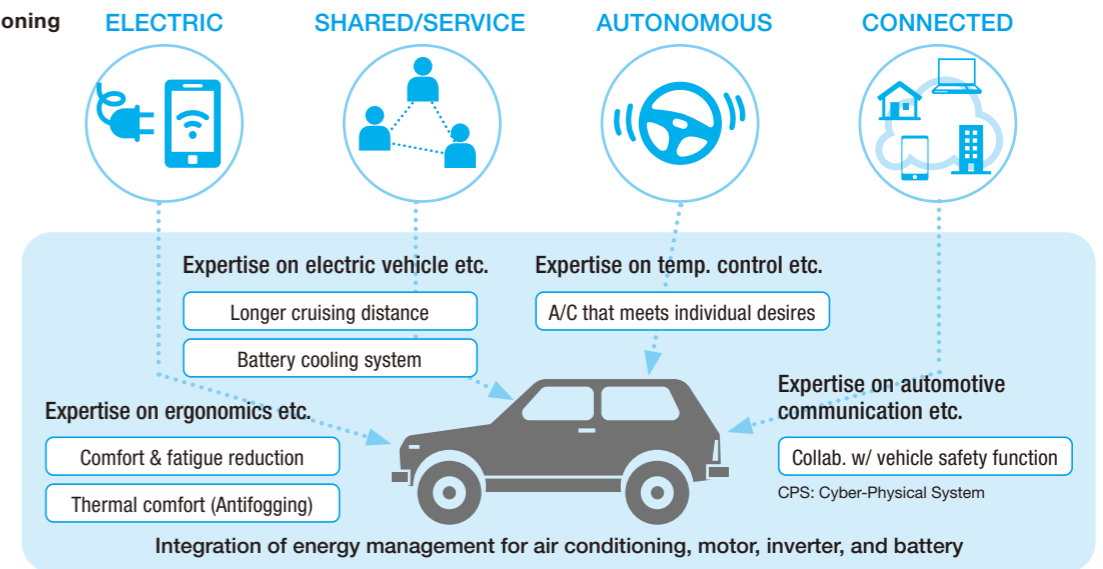 oning
ELECTRIC
SHARED/SERVICE
AUTONOMOUS
CONNECTED
Expertise on electric vehicle etc.
Longer cruising distance
Battery cooling system
Expertise on temp. control etc.
A/C that meets individual desires
Expertise on ergonomics etc.
Comfort & fatigue reduction
Thermal comfort (Antifogging)
Expertise on automotive
communication etc.
Collab. w/ vehicle safety function
CPS: Cyber-Physical System
Integration of energy management for air conditioning, motor, inverter, and battery